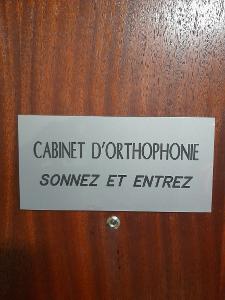 CABINET D'ORTHOPHONIE
SONNEZ ET ENTREZ